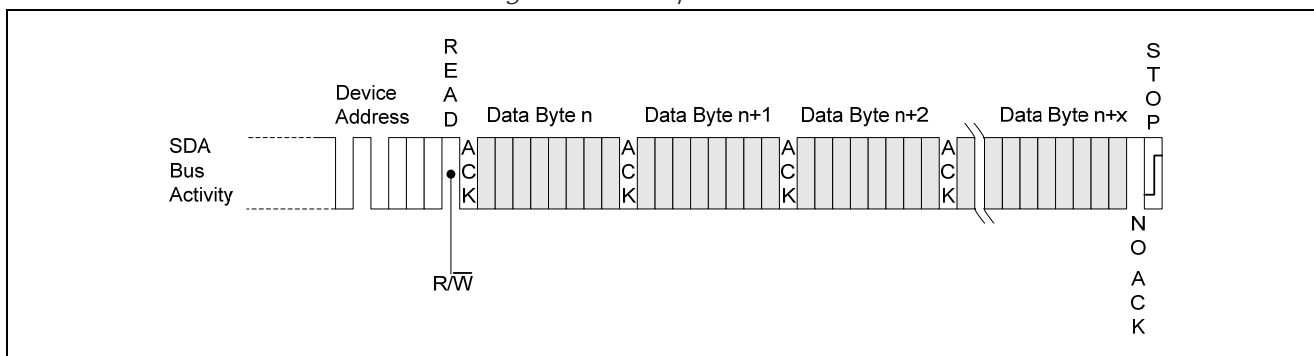 READ
STOP
Device
Address
Data Byte n
Data Byte n+1
Data Byte n+2
Data Byte n+x
SDA
Bus
Activity
ACK
ACK
ACK
ACK
NO ACK
R/W̅